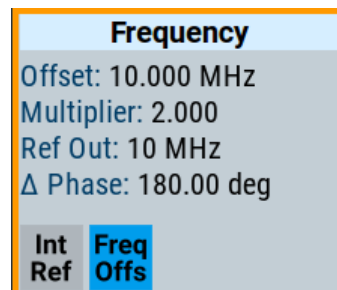 Frequency
Offset: 10.000 MHz
Multiplier: 2.000
Ref Out: 10 MHz
Δ Phase: 180.00 deg
Int Freq
Ref Offs